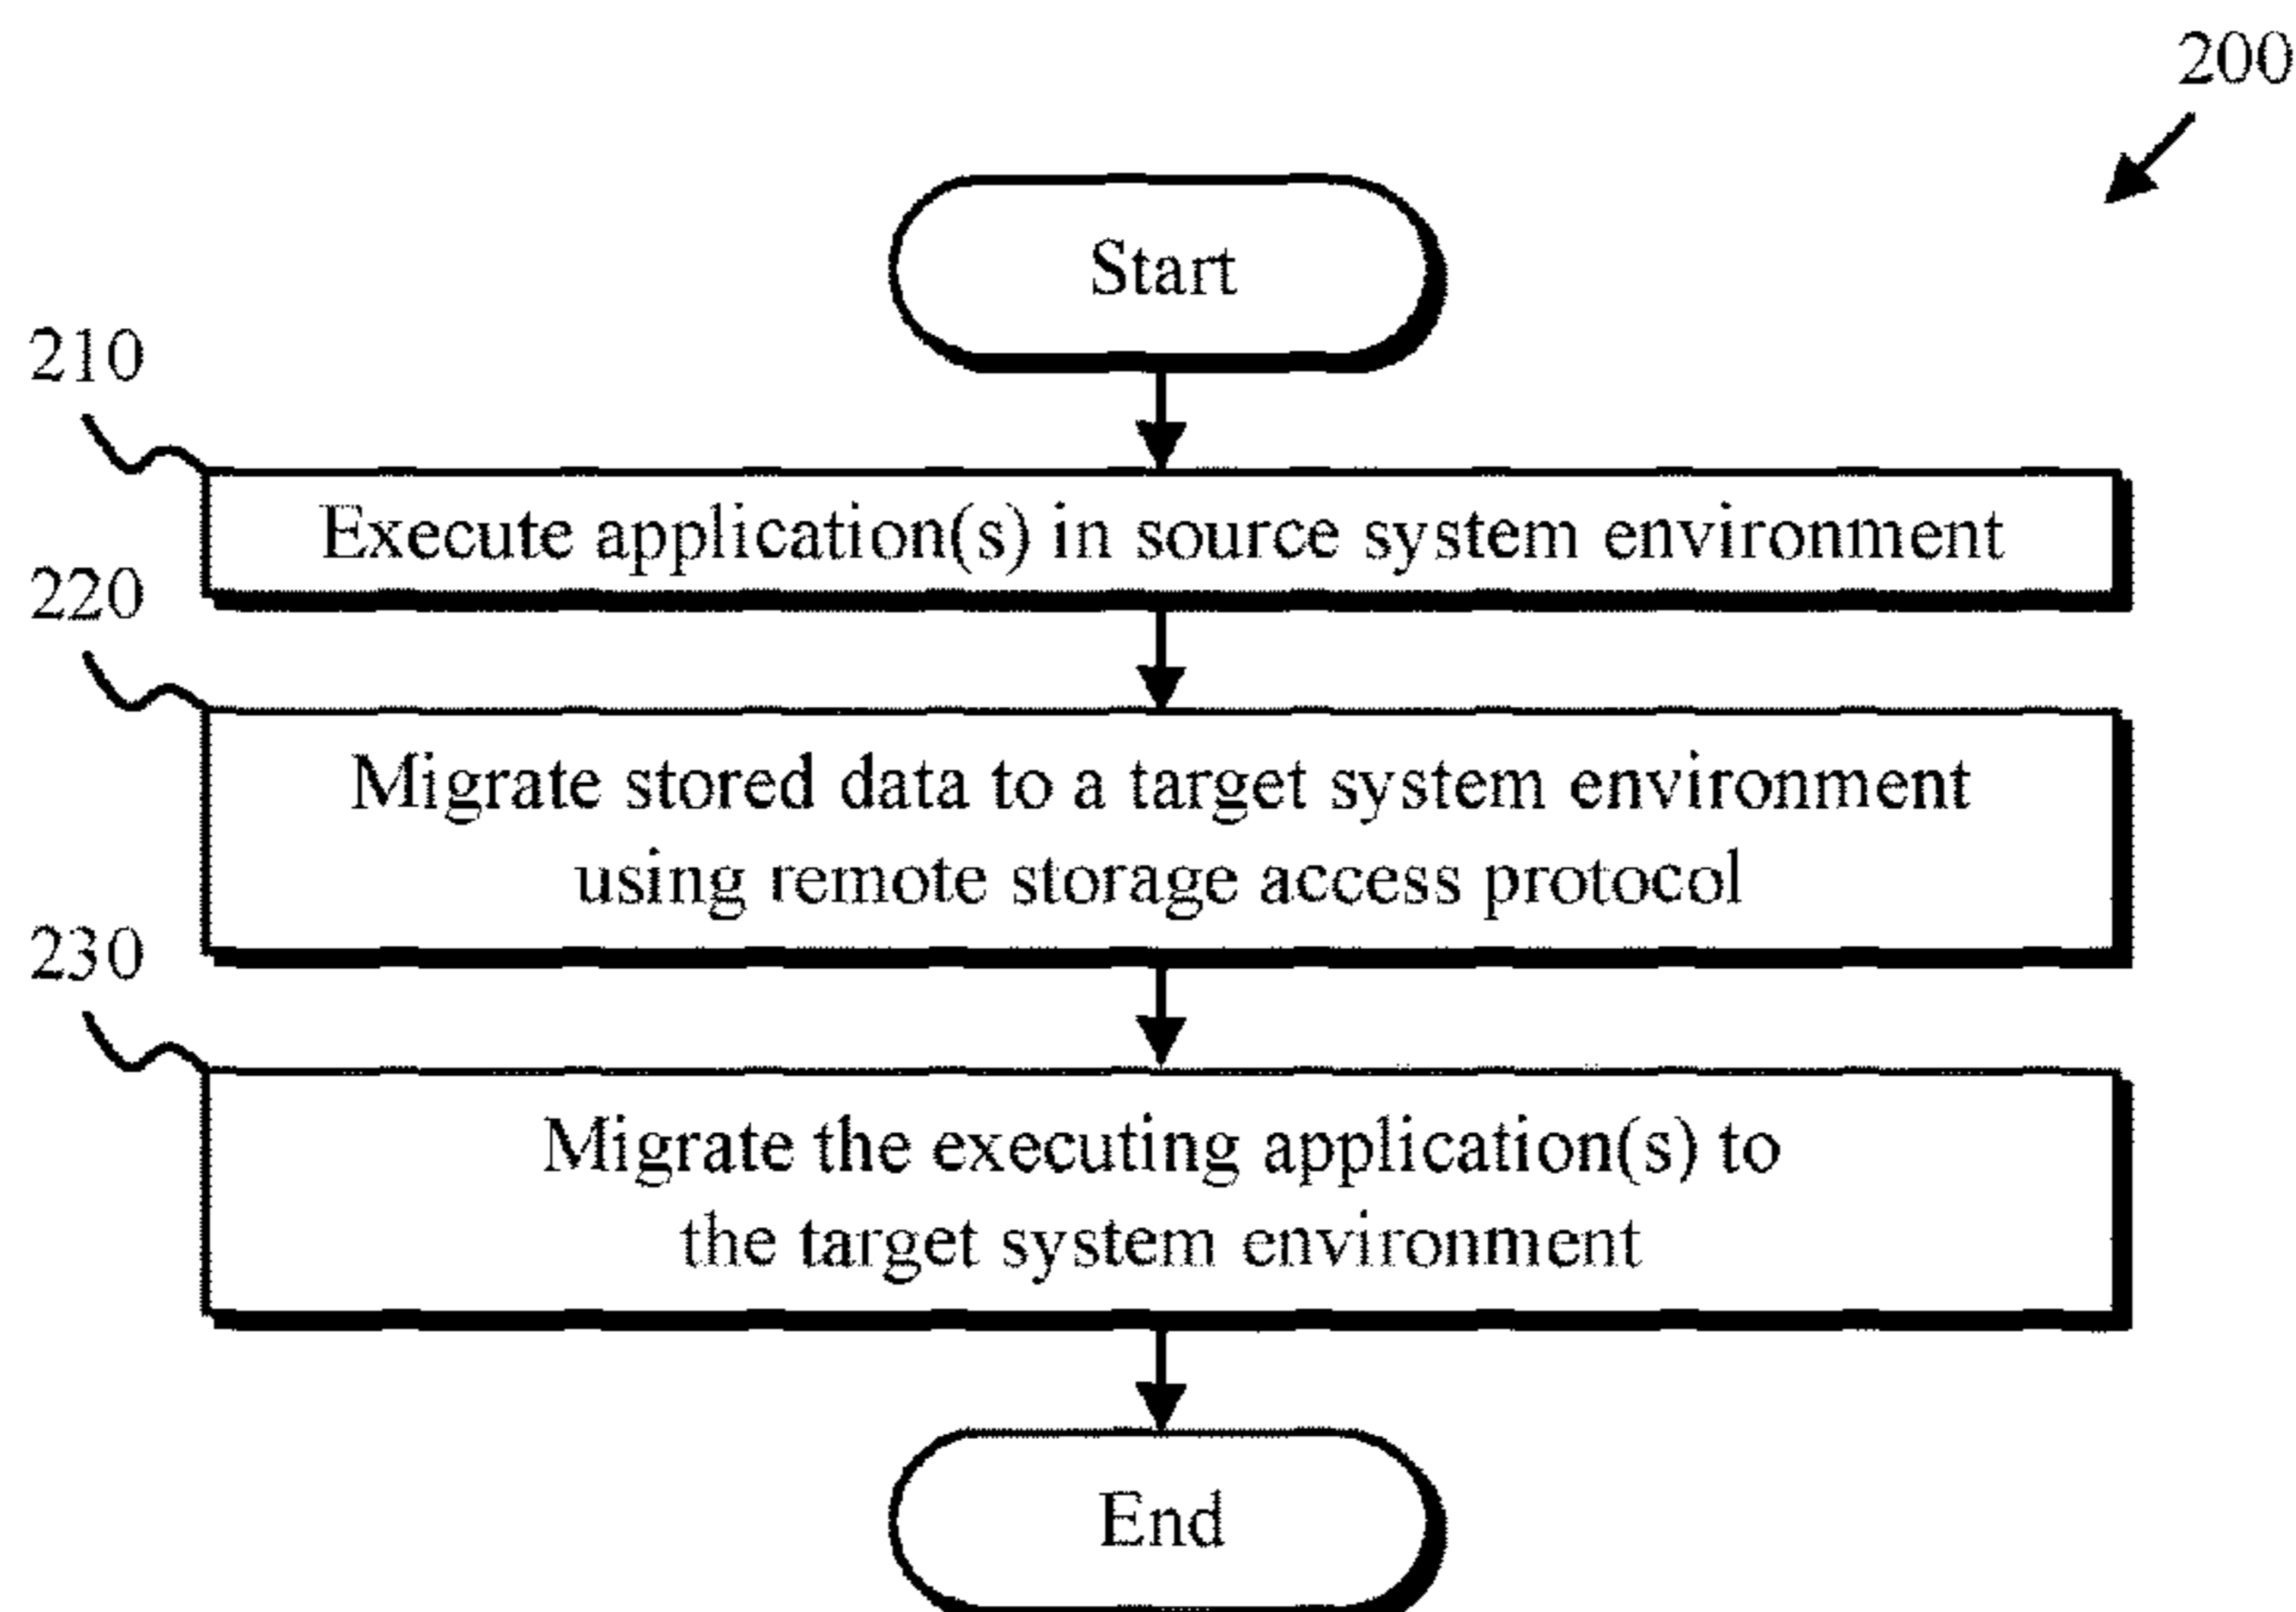 200
Start
210
Execute application(s) in source system environment
220
Migrate stored data to a target system environment
using remote storage access protocol
230
Migrate the executing application(s) to
the target system environment
End